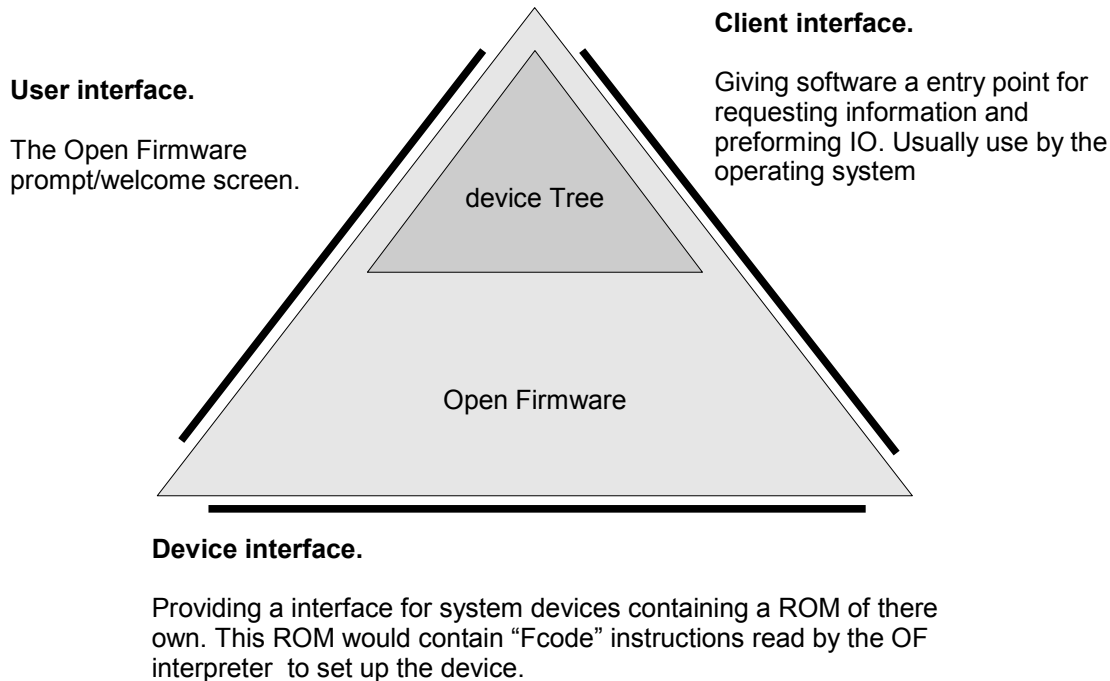 User interface.
The Open Firmware
prompt/welcome screen.
Client interface.
Giving software a entry point for
requesting information and
preforming IO. Usually use by the
operating system
device Tree
Open Firmware
Device interface.
Providing a interface for system devices containing a ROM of there
own. This ROM would contain “Fcode” instructions read by the OF
interpreter to set up the device.